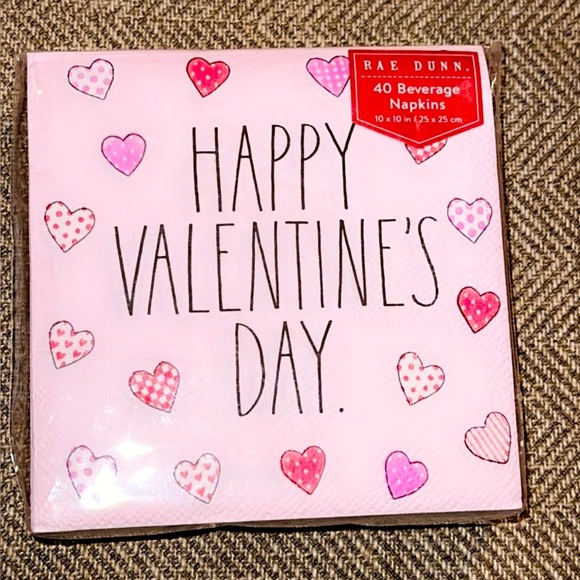 RAE DUNN.
40 Beverage
Napkins
10 x 10 in / 25 x 25 cm
HAPPY
VALENTINE'S
DAY.